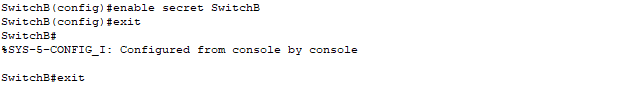 SwitchB(config)#enable secret SwitchB
SwitchB(config)#exit
SwitchB#
%SYS-5-CONFIG_I: Configured from console by console
SwitchB#exit